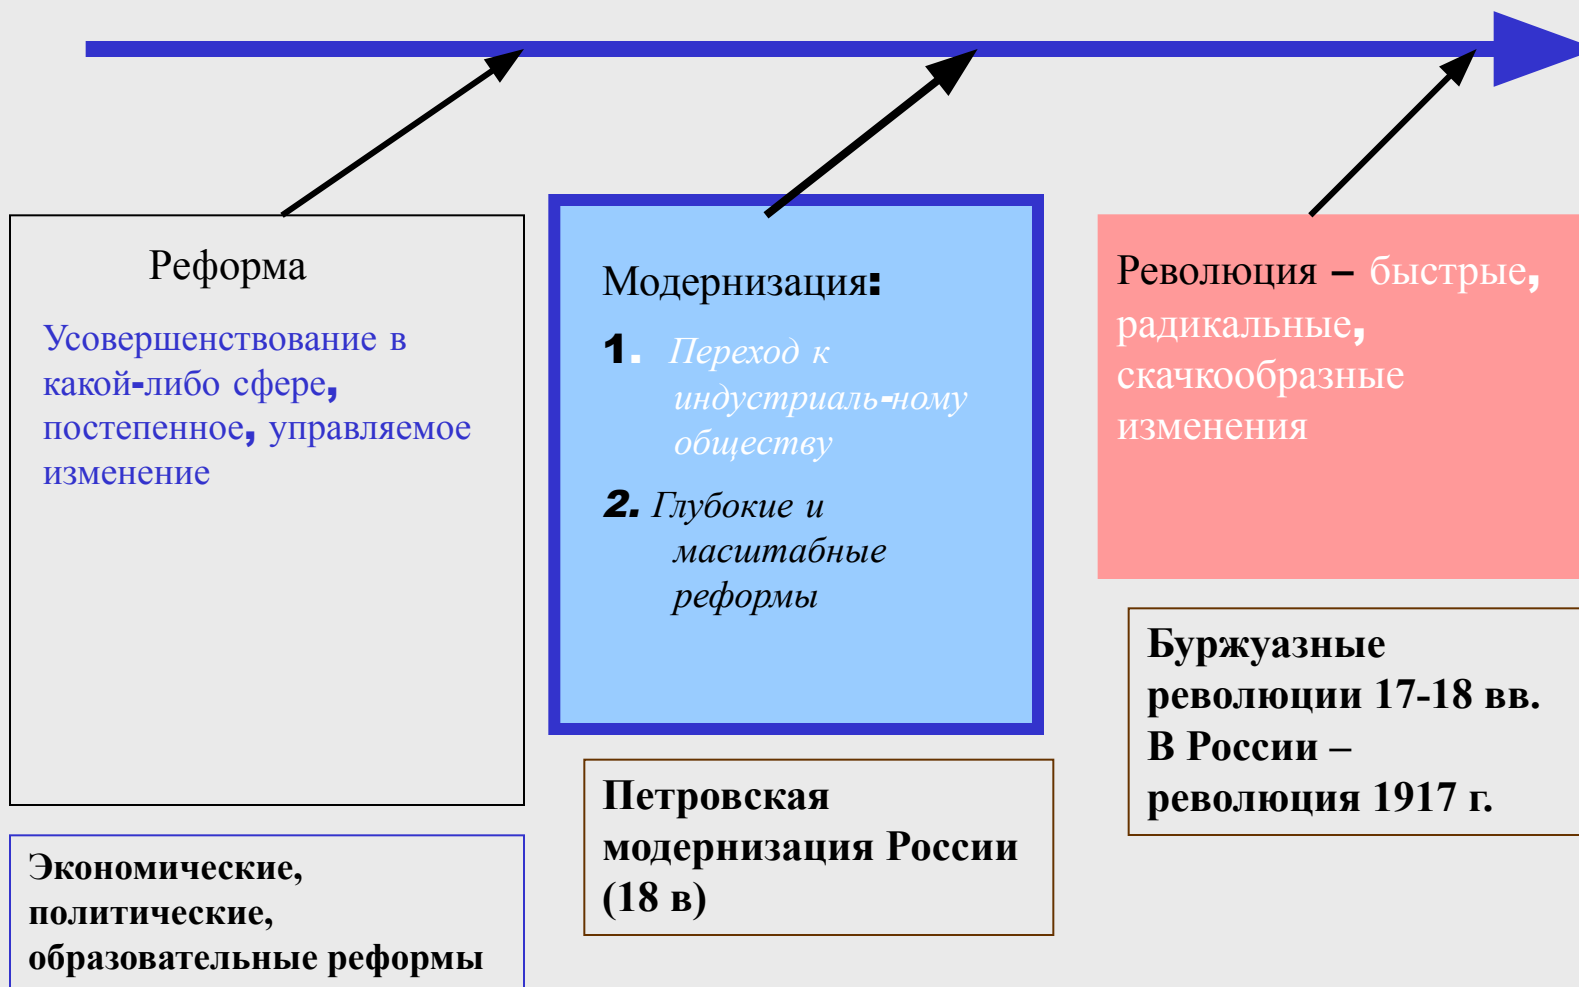 Реформа
Усовершенствование в
какой-либо сфере,
постепенное, управляемое
изменение
Экономические,
политические,
образовательные реформы
Модернизация:
1. Переход к
индустриаль-ному
обществу
2. Глубокие и
масштабные
реформы
Петровская
модернизация России
(18 в)
Революция – быстрые,
радикальные,
скачкообразные
изменения
Буржуазные
революции 17-18 вв.
В России –
революция 1917 г.